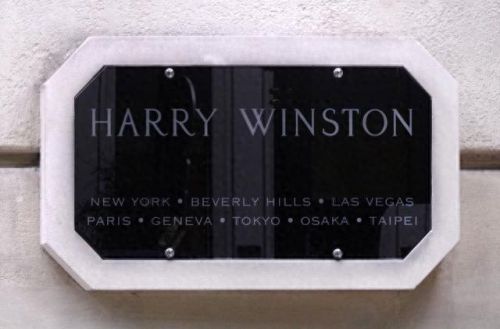 HARRY WINSTON
NEW YORK • BEVERLY HILLS • LAS VEGAS
PARIS • GENEVA • TOKYO • OSAKA • TAIPEI